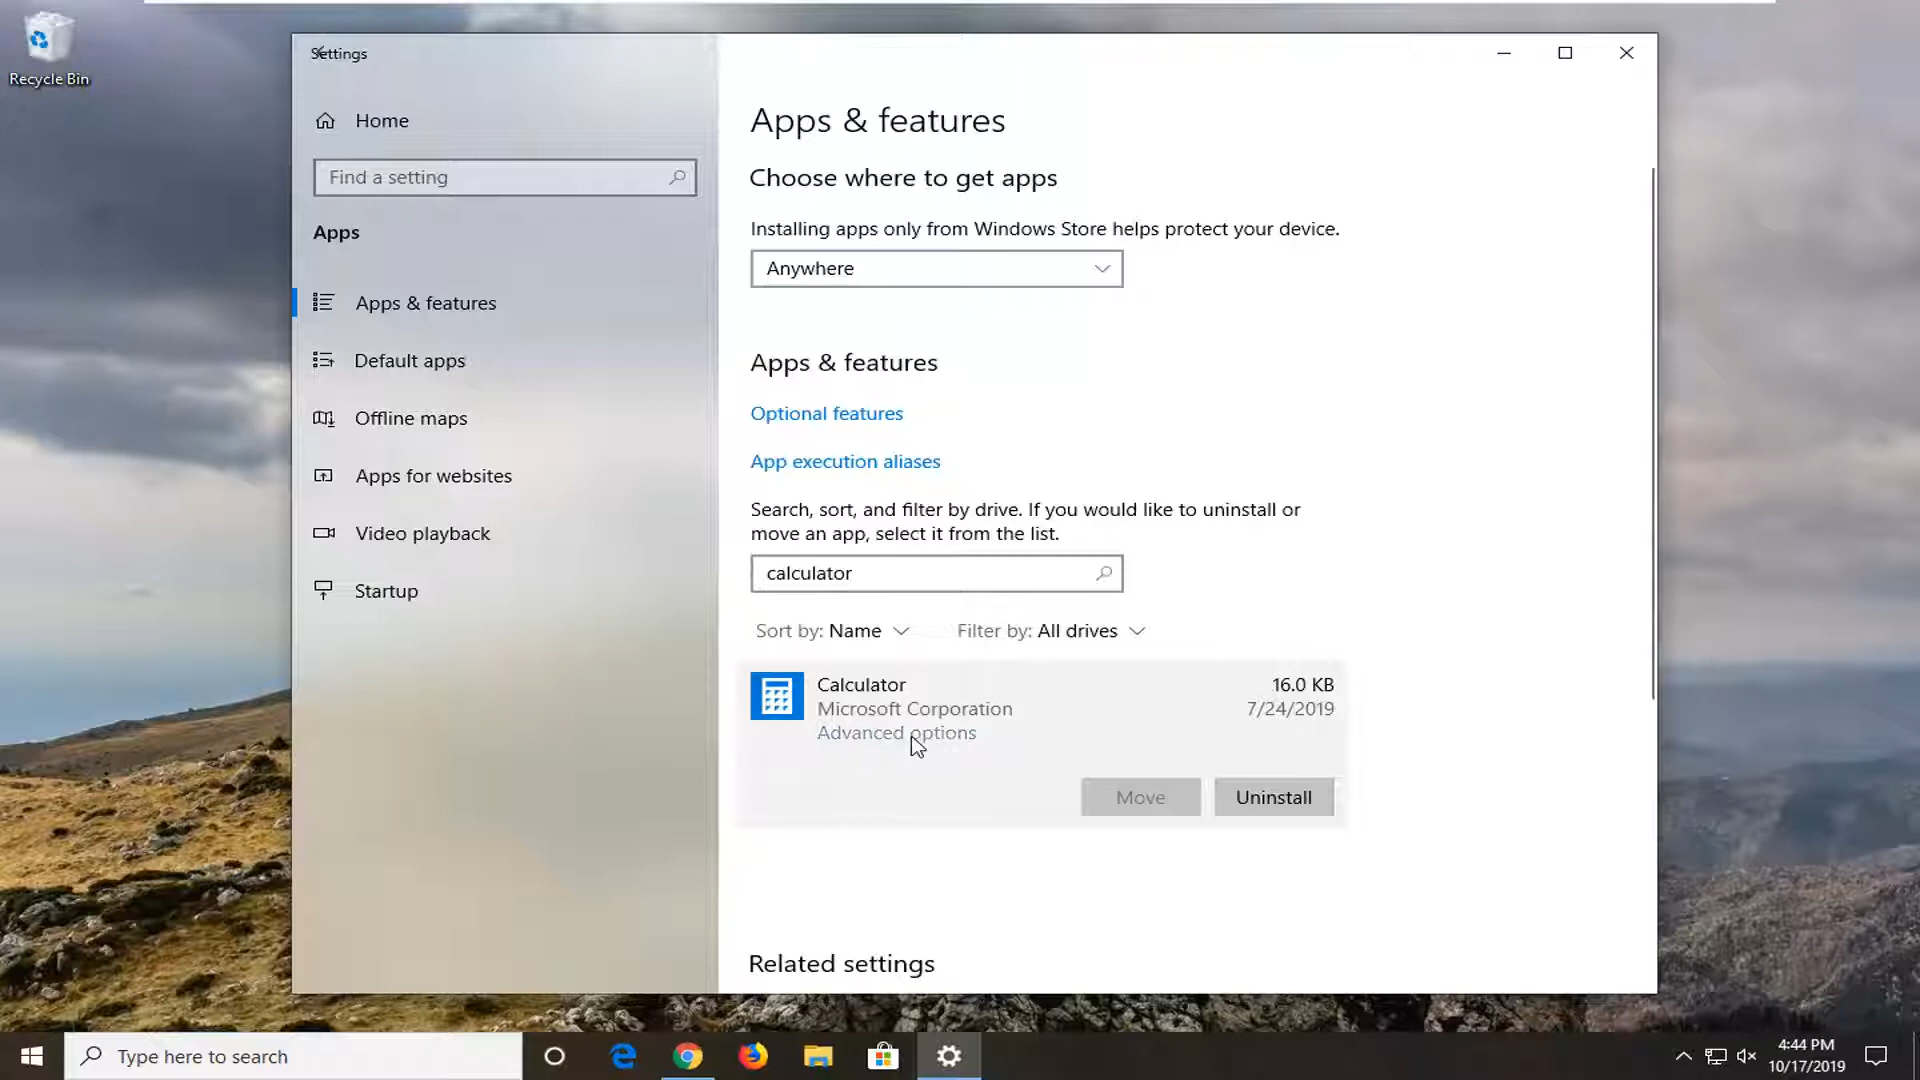 Recycle Bin
Settings
Home
Find a setting
Apps
Apps & features
Default apps
Offline maps
Apps for websites
Video playback
Startup
Apps & features
Choose where to get apps
Installing apps only from Windows Store helps protect your device.
Anywhere
Apps & features
Optional features
App execution aliases
Search, sort, and filter by drive. If you would like to uninstall or
move an app, select it from the list.
calculator
Sort by: Name
Filter by: All drives
Calculator
16.0 KB
Microsoft Corporation
7/24/2019
Advanced options
Move
Uninstall
Related settings
Type here to search
4:44 PM
10/17/2019